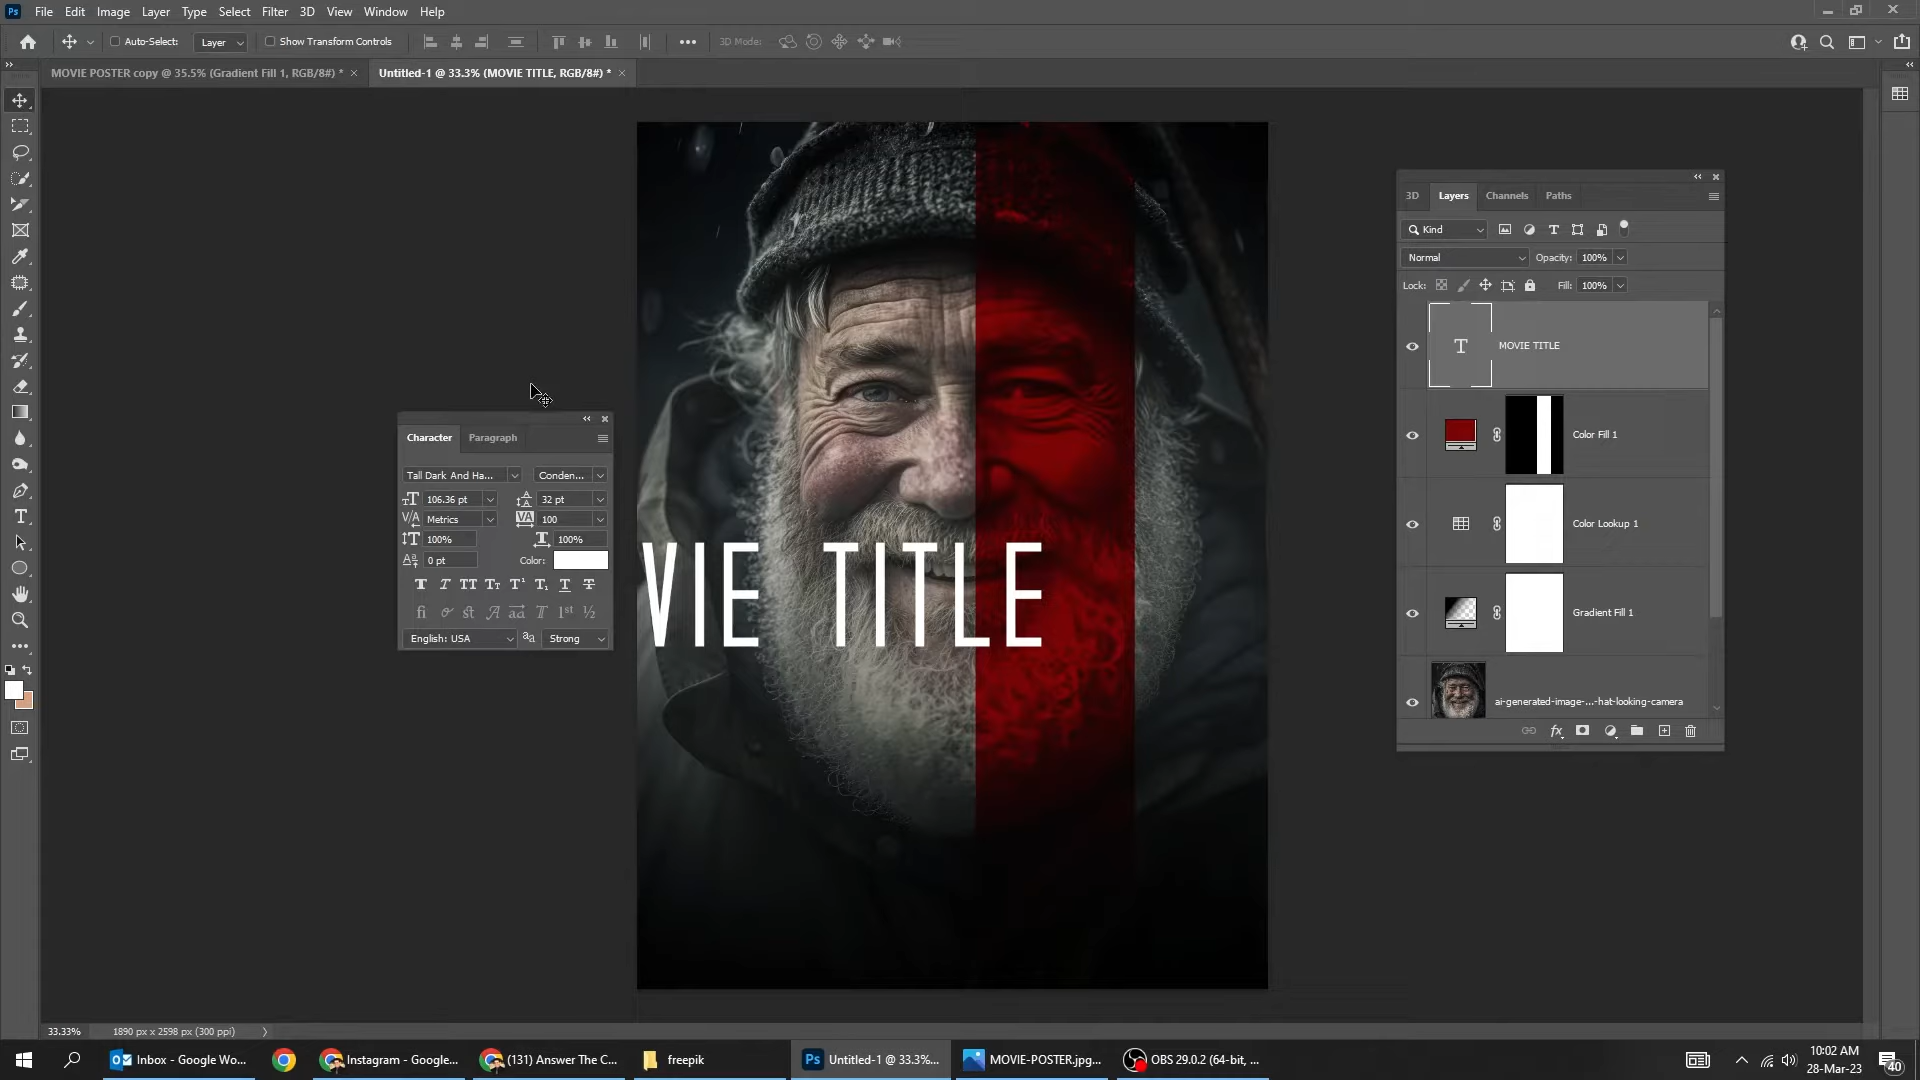 Ps File Edit Image Layer Type Select Filter 3D View Window Help
Auto-Select: Layer Show Transform Controls 3D Mode:
MOVIE POSTER copy @ 35.5% (Gradient Fill 1, RGB/8#) * Untitled-1 @ 33.3% (MOVIE TITLE, RGB/8#) *
Character Paragraph
Tall Dark And Ha... Conden...
106.36 pt 32 pt
Metrics 100
100% 100%
0 pt Color:
English: USA Strong
VIE TITLE
3D Layers Channels Paths
Kind
Normal Opacity: 100%
Lock: Fill: 100%
MOVIE TITLE
Color Fill 1
Color Lookup 1
Gradient Fill 1
ai-generated-image-...-hat-looking-camera
33.33% 1890 px x 2598 px (300 ppi)
Inbox - Google Wo... Instagram - Google... (131) Answer The C... freepik Ps Untitled-1 @ 33.3%... MOVIE-POSTER.jpg... OBS 29.0.2 (64-bit, ...
10:02 AM
28-Mar-23
40